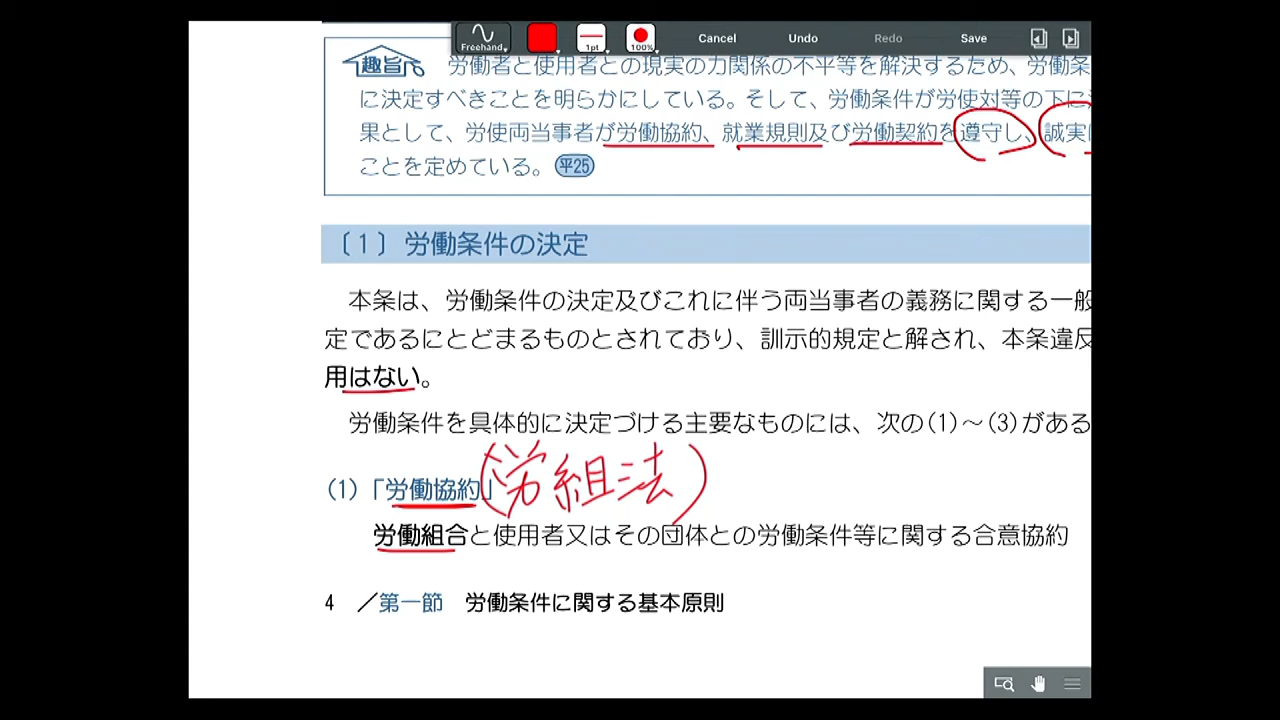 Freehand 1pt 100% Cancel Undo Redo Save
趣旨 労働者と使用者との現実の力関係の不平等を解決するため、労働条
に決定すべきことを明らかにしている。そして、労働条件が労使対等の下に
果として、労使両当事者が労働協約、就業規則及び労働契約を遵守し、誠実
ことを定めている。 平25
〔1〕 労働条件の決定
本条は、労働条件の決定及びこれに伴う両当事者の義務に関する一般
定であるにとどまるものとされており、訓示的規定と解され、本条違反
用はない。
労働条件を具体的に決定づける主要なものには、次の(1)～(3)がある
(1)「労働協約」(労組法)
労働組合と使用者又はその団体との労働条件等に関する合意協約
4 ／第一節 労働条件に関する基本原則